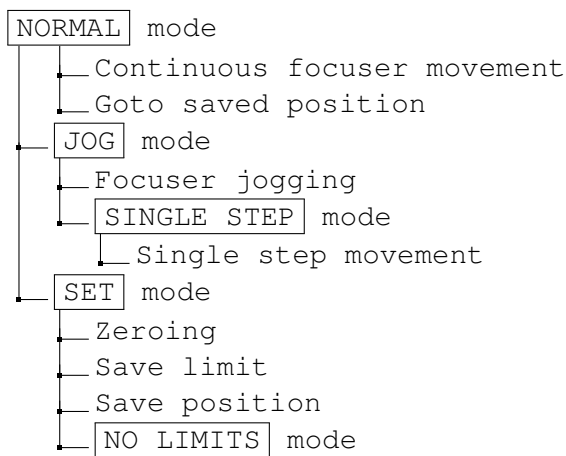 NORMAL mode
Continuous focuser movement
Goto saved position
JOG mode
Focuser jogging
SINGLE STEP mode
Single step movement
SET mode
Zeroing
Save limit
Save position
NO LIMITS mode